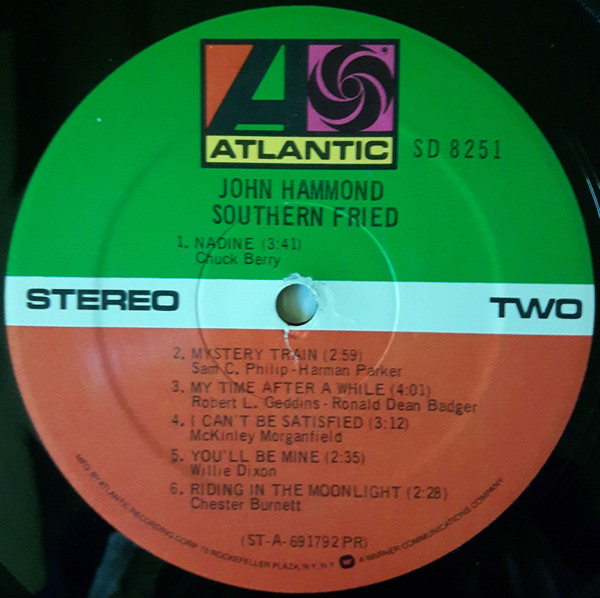 ATLANTIC
SD 8251
JOHN HAMMOND
SOUTHERN FRIED
1. NADINE (3:41)
Chuck Berry
STEREO
TWO
2. MYSTERY TRAIN (2:59)
Sam C. Philip - Harman Parker
3. MY TIME AFTER A WHILE (4:01)
Robert L. Geddins - Ronald Dean Badger
4. I CAN'T BE SATISFIED (3:12)
McKinley Morganfield
5. YOU'LL BE MINE (2:35)
Willie Dixon
6. RIDING IN THE MOONLIGHT (2:28)
Chester Burnett
(ST-A-691792 PR)
MFG. BY ATLANTIC RECORDING CORP. 75 ROCKEFELLER PLAZA, N.Y., N.Y. A WARNER COMMUNICATIONS COMPANY